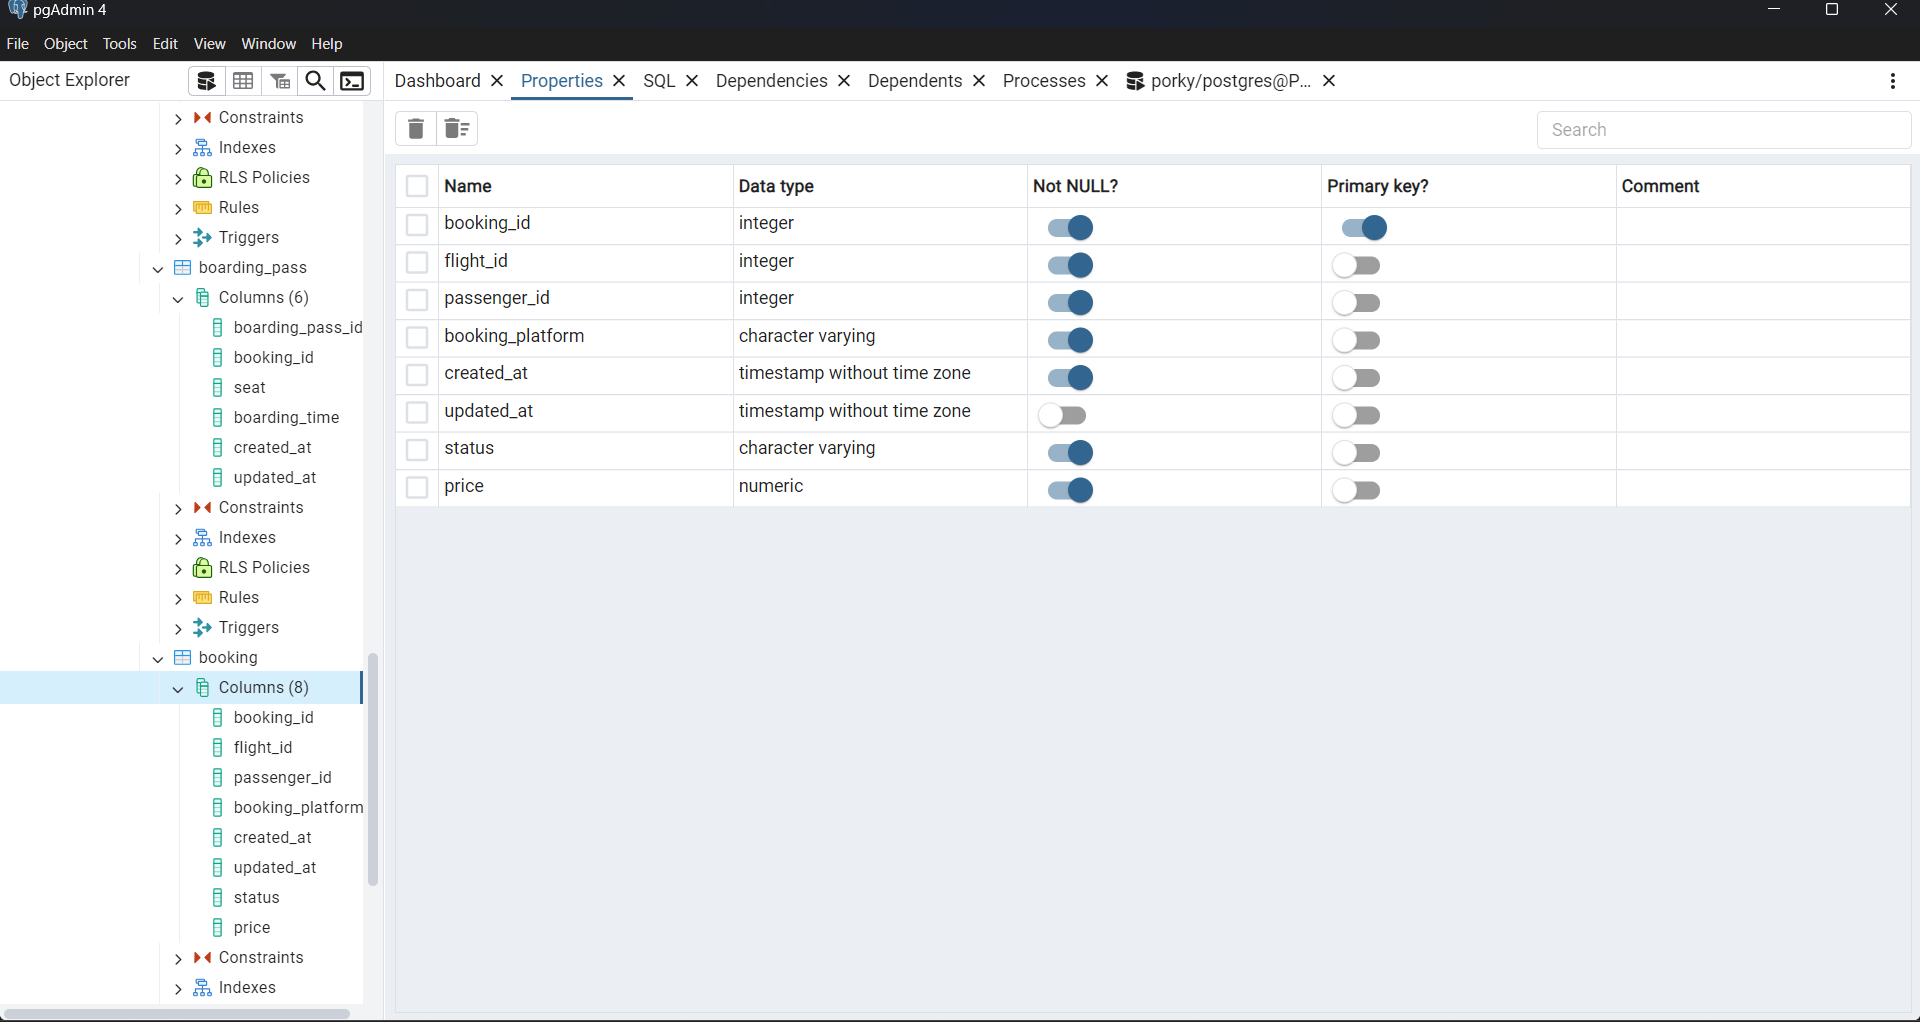 pgAdmin 4
File Object Tools Edit View Window Help
Object Explorer
Dashboard Properties SQL Dependencies Dependents Processes porky/postgres@P...
Search
Constraints
Indexes
RLS Policies
Rules
Triggers
boarding_pass
Columns (6)
boarding_pass_id
booking_id
seat
boarding_time
created_at
updated_at
Constraints
Indexes
RLS Policies
Rules
Triggers
booking
Columns (8)
booking_id
flight_id
passenger_id
booking_platform
created_at
updated_at
status
price
Constraints
Indexes
Name Data type Not NULL? Primary key? Comment
booking_id integer
flight_id integer
passenger_id integer
booking_platform character varying
created_at timestamp without time zone
updated_at timestamp without time zone
status character varying
price numeric